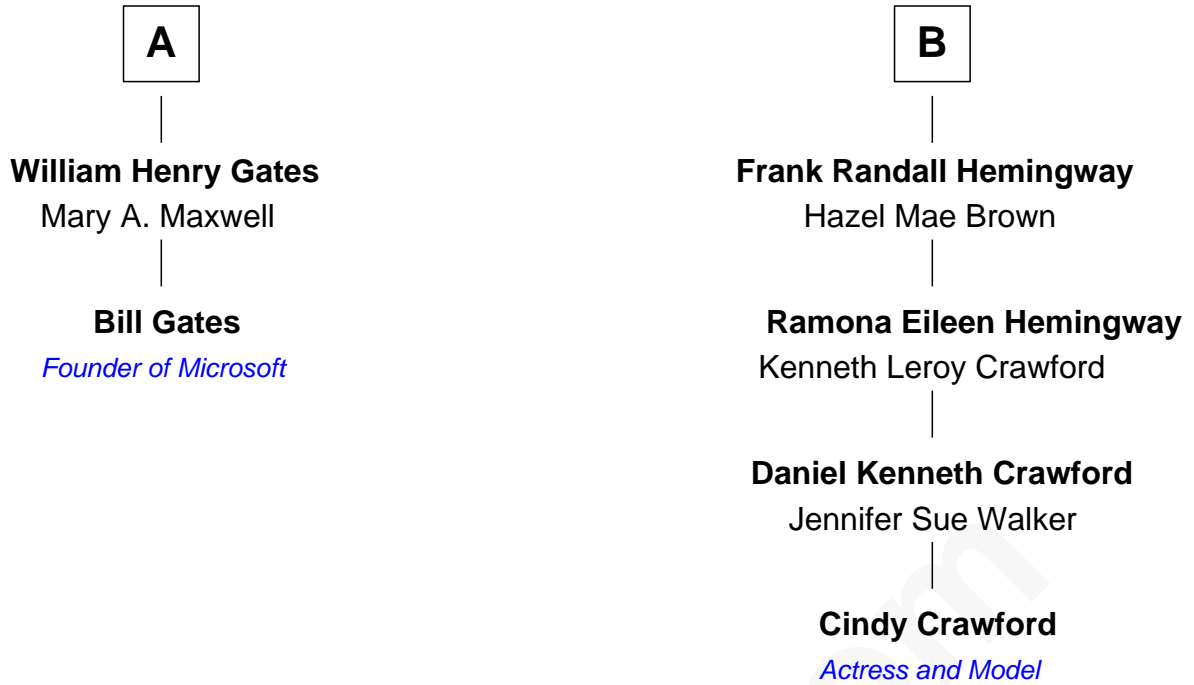 A
William Henry Gates
Mary A. Maxwell
Bill Gates
Founder of Microsoft
B
Frank Randall Hemingway
Hazel Mae Brown
Ramona Eileen Hemingway
Kenneth Leroy Crawford
Daniel Kenneth Crawford
Jennifer Sue Walker
Cindy Crawford
Actress and Model